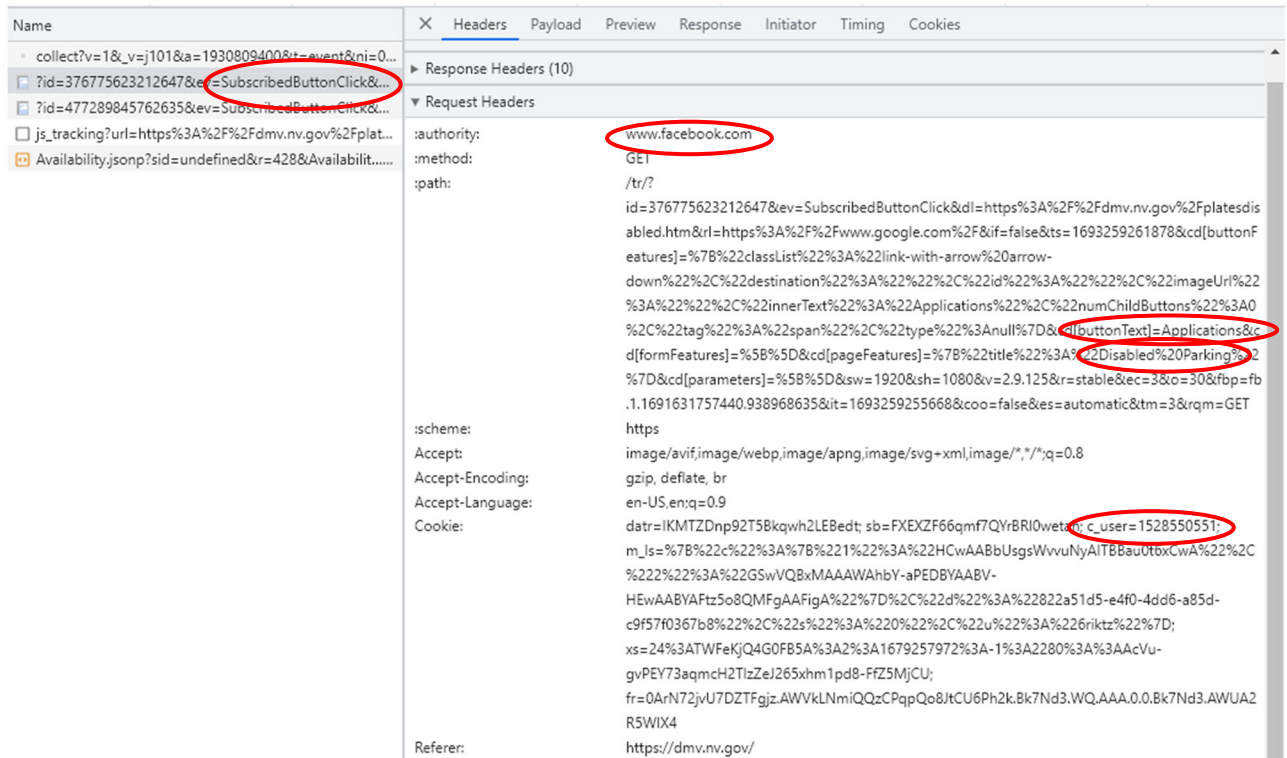 Name
collect?v=1&_v=j101&a=1930809400&t=event&ni=0...
?id=376775623212647&ev=SubscribedButtonClick&...
?id=477289845762635&ev=SubscribedButtonClick&...
js_tracking?url=https%3A%2F%2Fdmv.nv.gov%2Fplat...
Availability.jsonp?sid=undefined&r=428&Availabilit......
Headers Payload Preview Response Initiator Timing Cookies
Response Headers (10)
Request Headers
:authority: www.facebook.com
:method: GET
:path: /tr/?
id=376775623212647&ev=SubscribedButtonClick&dl=https%3A%2F%2Fdmv.nv.gov%2Fplatesdis
abled.htm&rl=https%3A%2F%2Fwww.google.com%2F&if=false&ts=1693259261878&cd[buttonF
eatures]=%7B%22classList%22%3A%22link-with-arrow%20arrow-
down%22%2C%22destination%22%3A%22%22%2C%22id%22%3A%22%22%2C%22imageUrl%22
%3A%22%22%2C%22innerText%22%3A%22Applications%22%2C%22numChildButtons%22%3A0
%2C%22tag%22%3A%22span%22%2C%22type%22%3Anull%7D&cd[buttonText]=Applications&c
d[formFeatures]=%5B%5D&cd[pageFeatures]=%7B%22title%22%3A%22Disabled%20Parking%22
%7D&cd[parameters]=%5B%5D&sw=1920&sh=1080&v=2.9.125&r=stable&ec=3&o=30&fbp=fb
.1.1691631757440.938968635&it=1693259255668&coo=false&es=automatic&tm=3&rqm=GET
:scheme: https
Accept: image/avif,image/webp,image/apng,image/svg+xml,image/*,*/*;q=0.8
Accept-Encoding: gzip, deflate, br
Accept-Language: en-US,en;q=0.9
Cookie: datr=IKMTZDnp92T5Bkqwh2LEBedt; sb=FXEXZF66qmf7QYrBRI0wetah; c_user=1528550551;
m_ls=%7B%22c%22%3A%7B%221%22%3A%22HCwAABbUsgsWvvuNyAITBBau0t6xCwA%22%2C
%222%22%3A%22GSwVQBxMAAAWAhbY-aPEDBYAABV-
HEwAABYAFtz5o8QMFgAAFigA%22%7D%2C%22d%22%3A%22822a51d5-e4f0-4dd6-a85d-
c9f57f0367b8%22%2C%22s%22%3A%220%22%2C%22u%22%3A%226riktz%22%7D;
xs=24%3ATWFeKjQ4G0FB5A%3A2%3A1679257972%3A-1%3A2280%3A%3AAcVu-
gvPEY73aqmcH2TlzZeJ265xhm1pd8-FfZ5MjCU;
fr=0ArN72jvU7DZTFgjz.AWVkLNmiQQzCPqpQo8JtCU6Ph2k.Bk7Nd3.WQ.AAA.0.0.Bk7Nd3.AWUA2
R5WIX4
Referer: https://dmv.nv.gov/